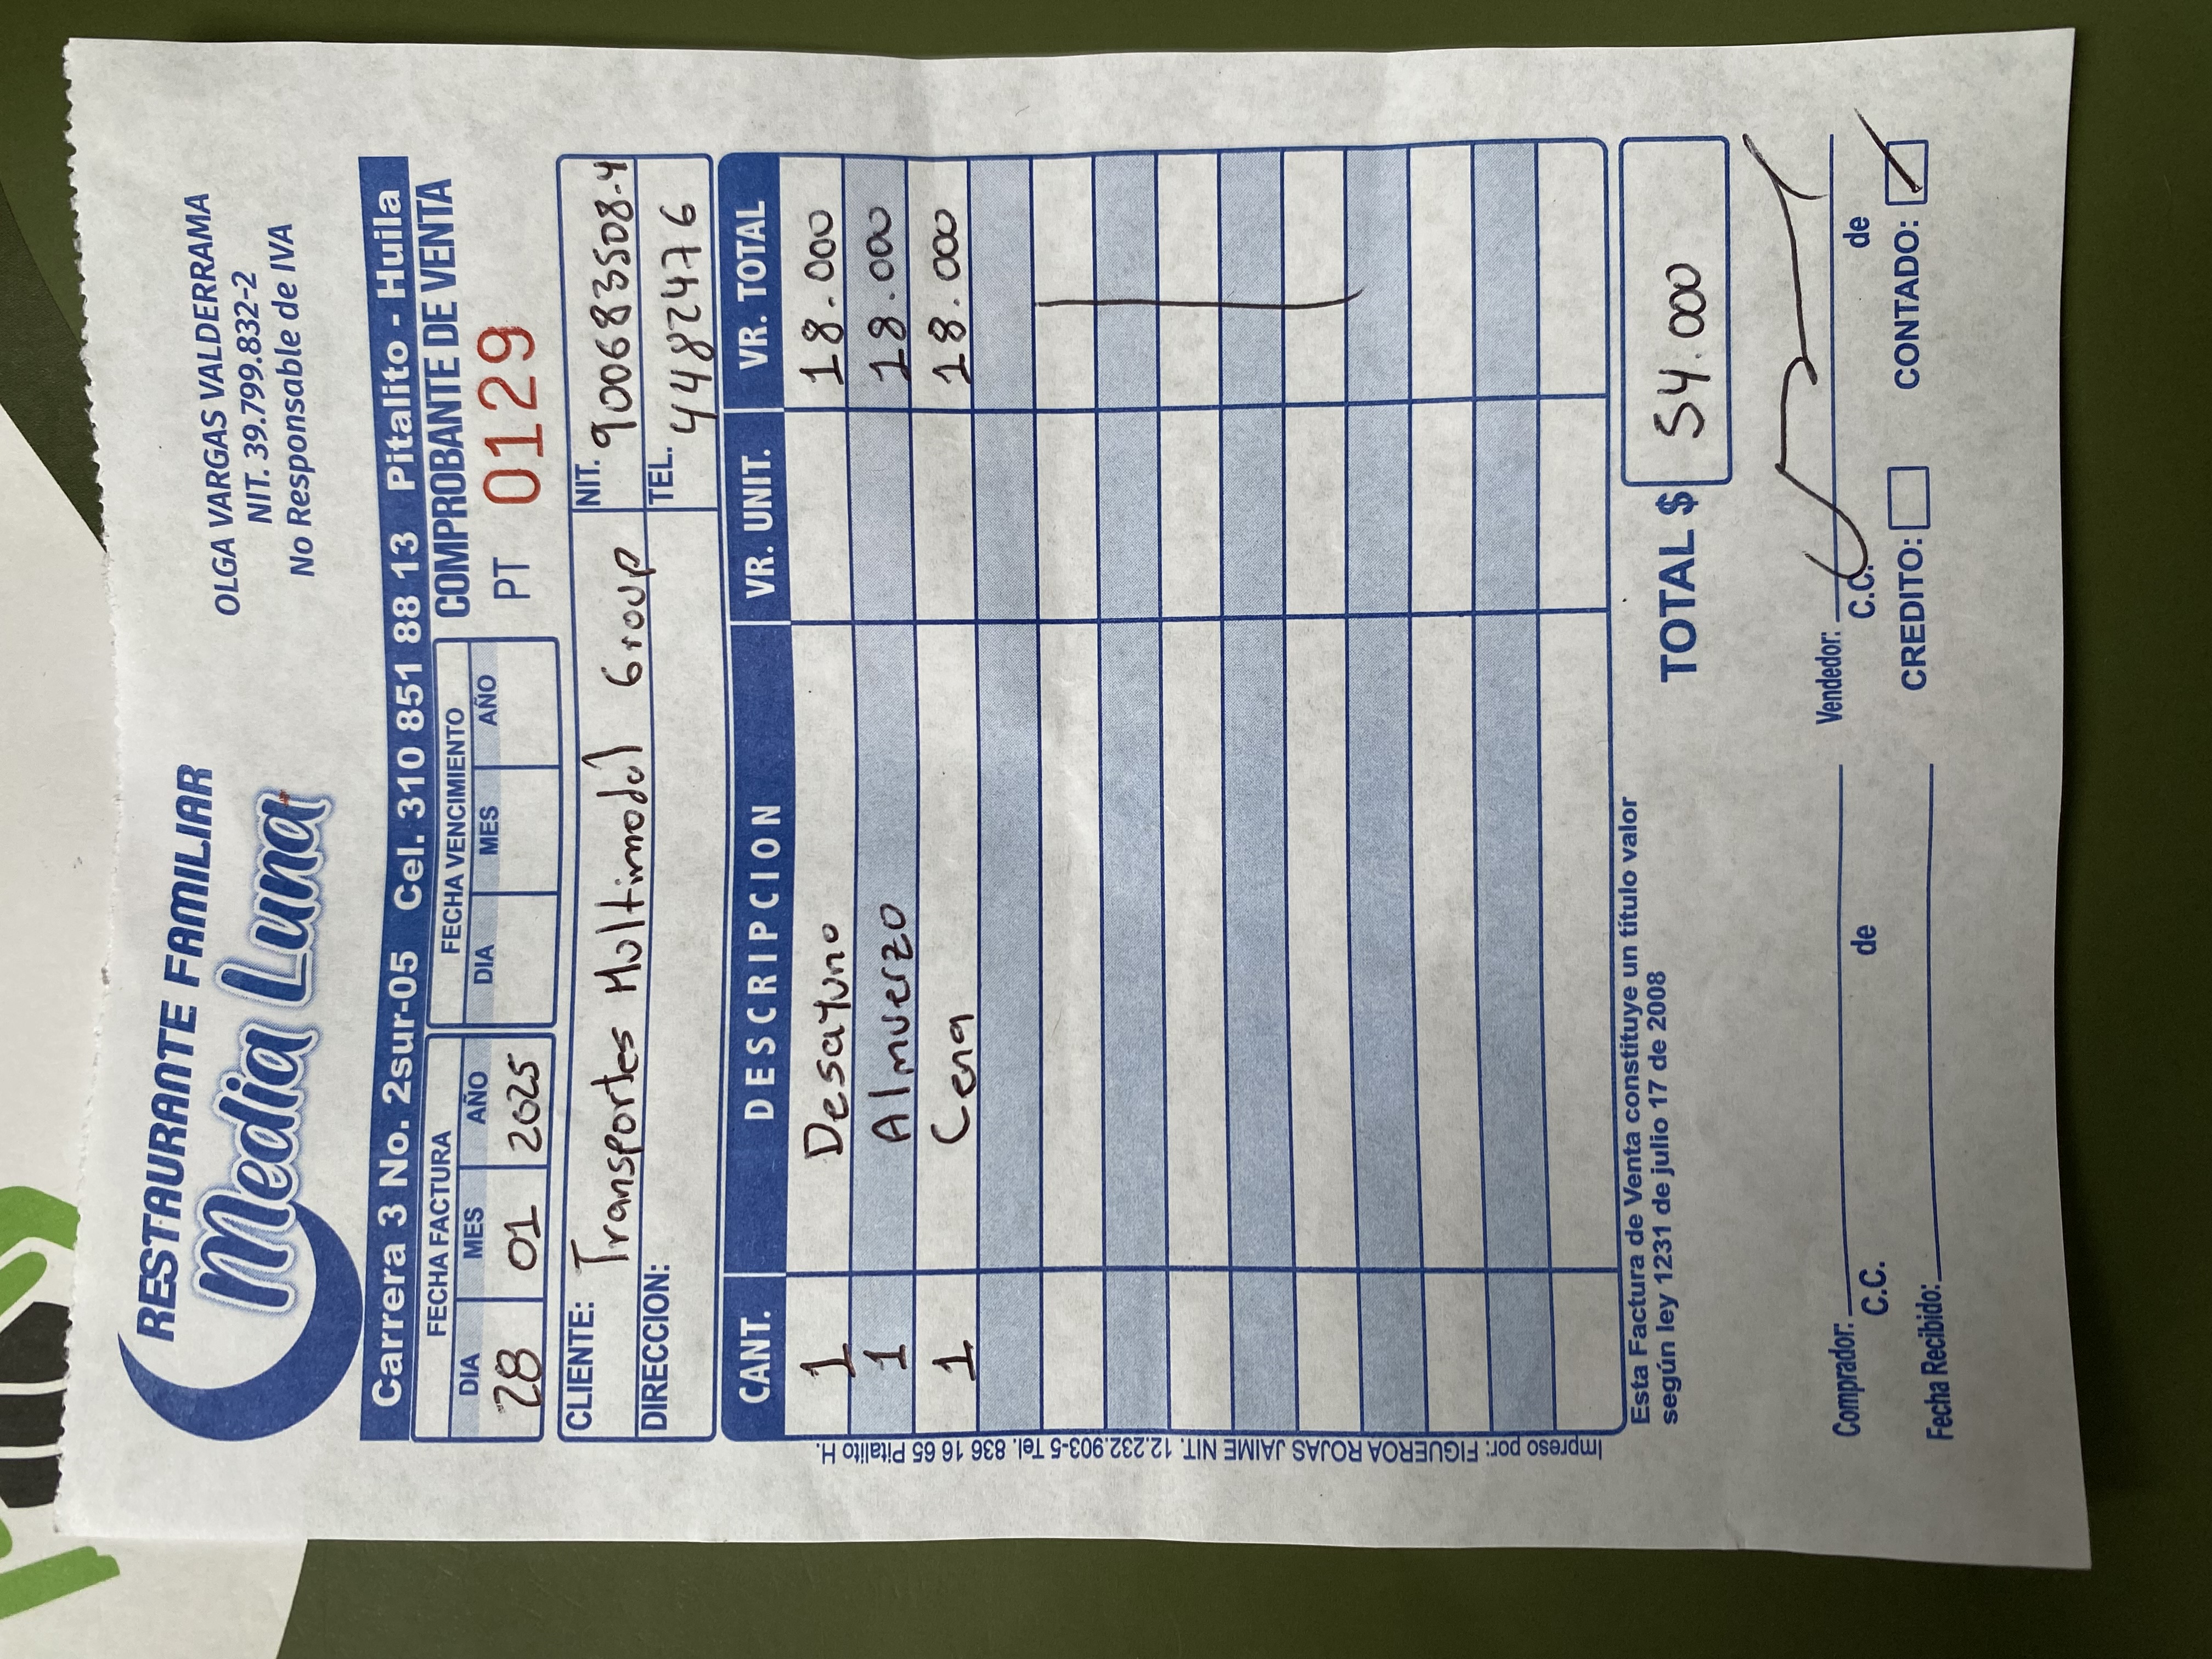 RESTAURANTE FAMILIAR
Media Luna
OLGA VARGAS VALDERRAMA
NIT. 39.799.832-2
No Responsable de IVA
Carrera 3 No. 2sur-05 Cel. 310 851 88 13 Pitalito - Huila
FECHA FACTURA
DIA MES AÑO
28 01 2025
FECHA VENCIMIENTO
DIA MES AÑO
COMPROBANTE DE VENTA
PT 0129
CLIENTE: Transportes Multimodal Group
NIT. 900683508-4
DIRECCION:
TEL. 4482476
CANT. DESCRIPCION VR. UNIT. VR. TOTAL
1 Desayuno 18.000
1 Almuerzo 18.000
1 Cena 18.000
Impreso por: FIGUEROA ROJAS JAIME NIT. 12.232.903-5 Tel. 836 16 65 Pitalito H.
Esta Factura de Venta constituye un título valor
según ley 1231 de julio 17 de 2008
TOTAL $ 54.000
Comprador:
C.C. de
Fecha Recibido:
Vendedor:
C.C. de
CREDITO: CONTADO: